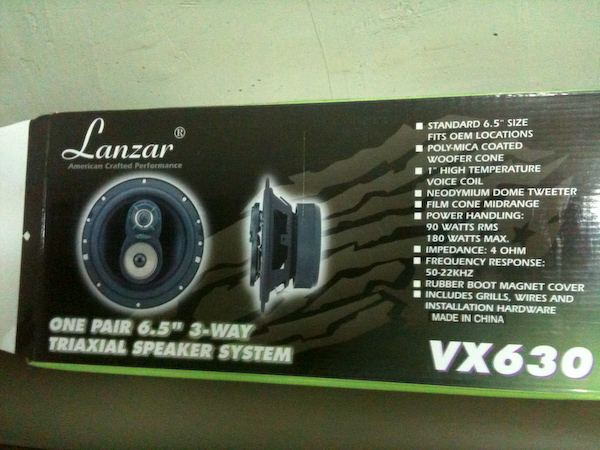 Lanzar®
American Crafted Performance
ONE PAIR 6.5" 3-WAY
TRIAXIAL SPEAKER SYSTEM
■ STANDARD 6.5" SIZE
FITS OEM LOCATIONS
■ POLY-MICA COATED
WOOFER CONE
■ 1" HIGH TEMPERATURE
VOICE COIL
■ NEODYMIUM DOME TWEETER
■ FILM CONE MIDRANGE
■ POWER HANDLING:
90 WATTS RMS
180 WATTS MAX.
■ IMPEDANCE: 4 OHM
■ FREQUENCY RESPONSE:
50-22KHZ
■ RUBBER BOOT MAGNET COVER
■ INCLUDES GRILLS, WIRES AND
INSTALLATION HARDWARE
MADE IN CHINA
VX630